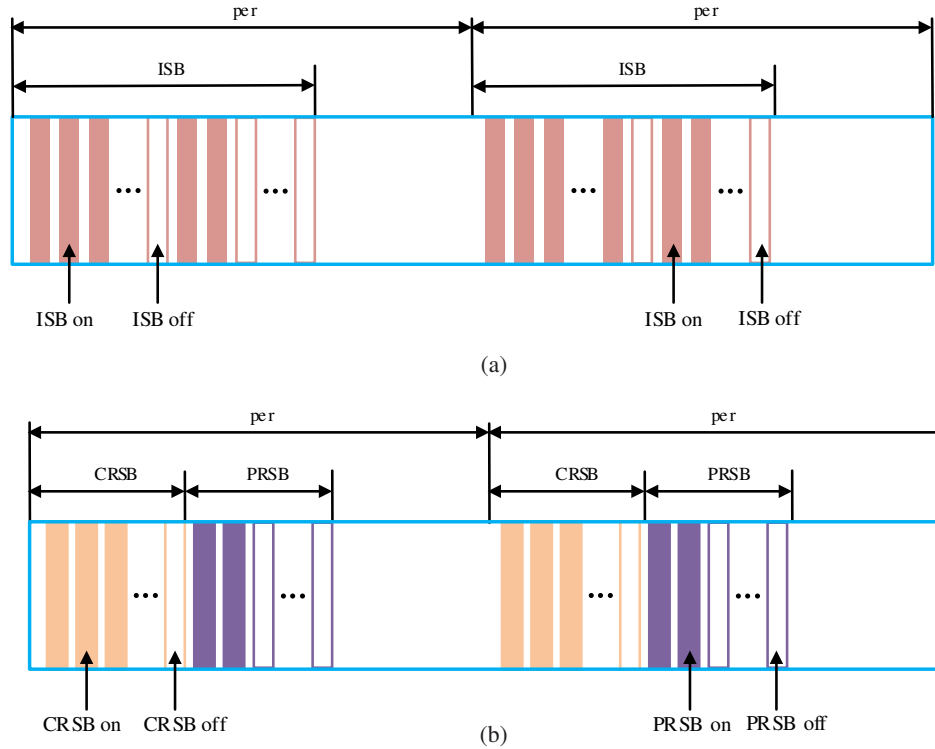 per per
ISB ISB
... ... ... ...
ISB on ISB off ISB on ISB off
(a)
per per
CRSB PRSB CRSB PRSB
... ... ... ...
CRSB on CRSB off PRSB on PRSB off
(b)